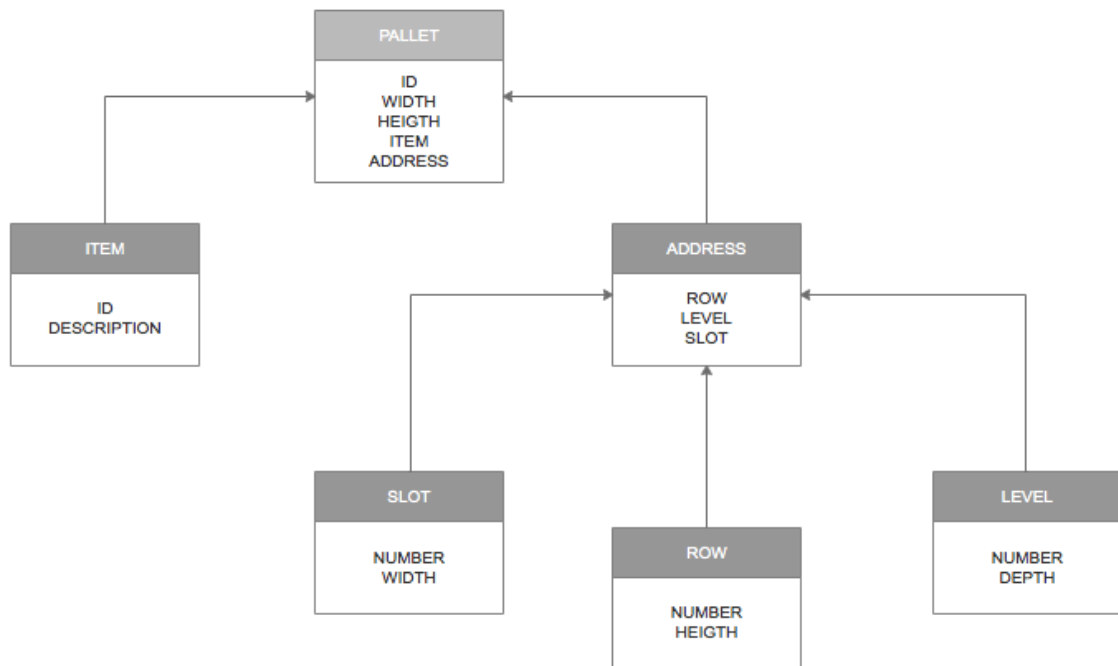 PALLET
ID
WIDTH
HEIGTH
ITEM
ADDRESS
ITEM
ID
DESCRIPTION
ADDRESS
ROW
LEVEL
SLOT
SLOT
NUMBER
WIDTH
ROW
NUMBER
HEIGTH
LEVEL
NUMBER
DEPTH